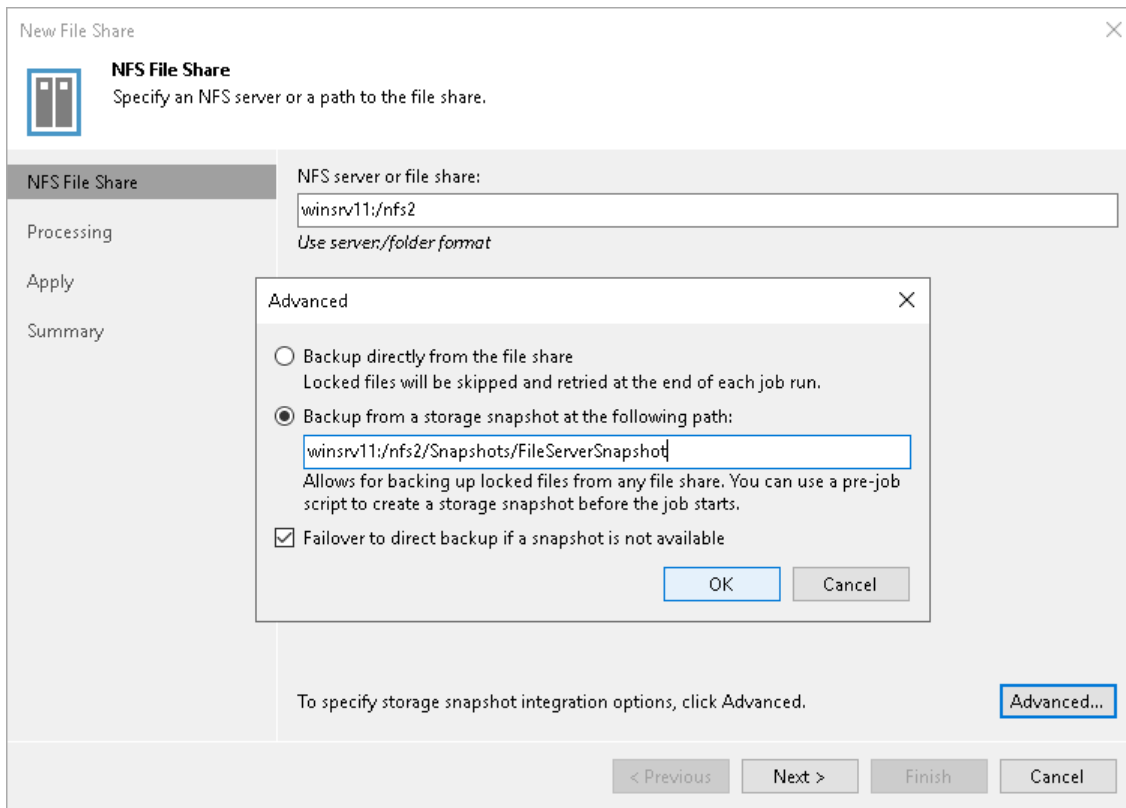 New File Share
NFS File Share
Specify an NFS server or a path to the file share.
NFS File Share
Processing
Apply
Summary
NFS server or file share:
winsrv11:/nfs2
Use server:/folder format
Advanced
Backup directly from the file share
Locked files will be skipped and retried at the end of each job run.
Backup from a storage snapshot at the following path:
winsrv11:/nfs2/Snapshots/FileServerSnapshot
Allows for backing up locked files from any file share. You can use a pre-job
script to create a storage snapshot before the job starts.
Failover to direct backup if a snapshot is not available
OK
Cancel
To specify storage snapshot integration options, click Advanced.
Advanced...
< Previous
Next >
Finish
Cancel